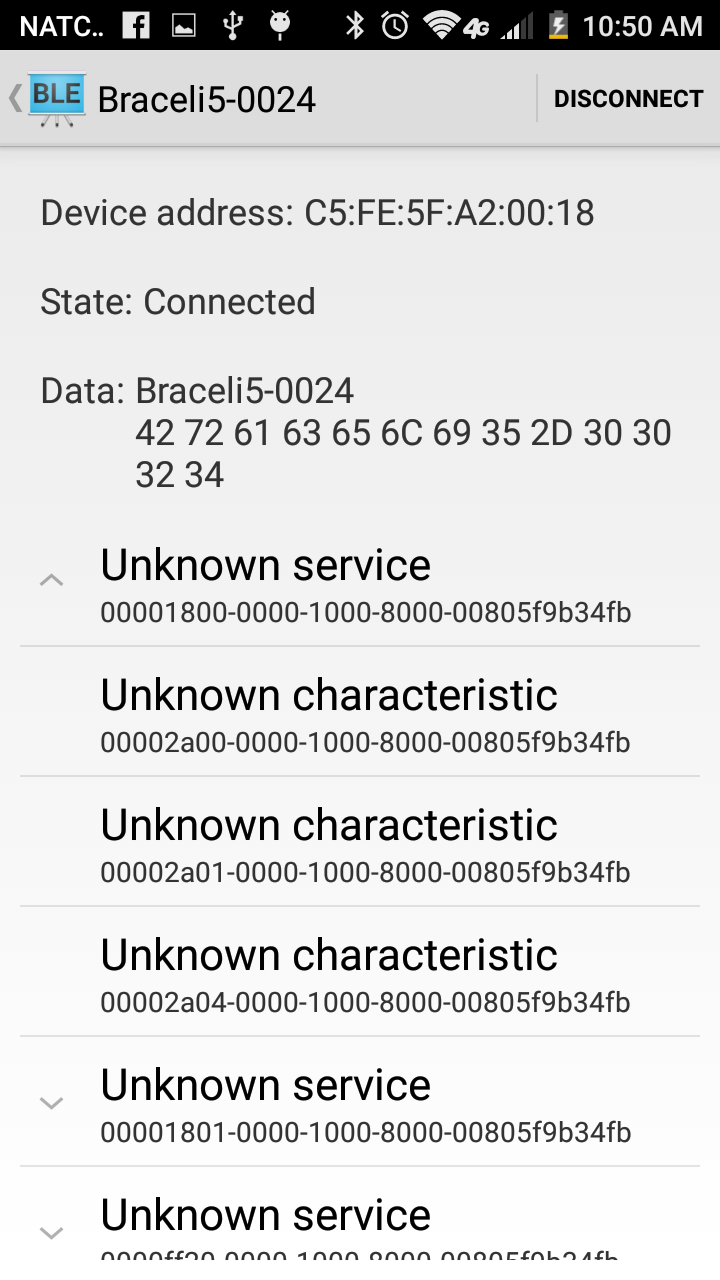 NATC.. 4G 10:50 AM
BLE Braceli5-0024 DISCONNECT
Device address: C5:FE:5F:A2:00:18
State: Connected
Data: Braceli5-0024
42 72 61 63 65 6C 69 35 2D 30 30
32 34
Unknown service
00001800-0000-1000-8000-00805f9b34fb
Unknown characteristic
00002a00-0000-1000-8000-00805f9b34fb
Unknown characteristic
00002a01-0000-1000-8000-00805f9b34fb
Unknown characteristic
00002a04-0000-1000-8000-00805f9b34fb
Unknown service
00001801-0000-1000-8000-00805f9b34fb
Unknown service